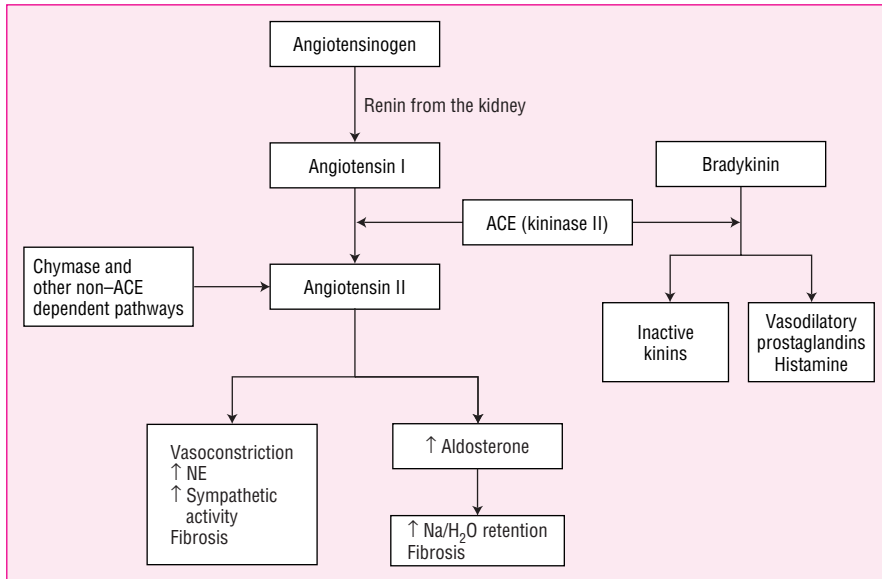 Angiotensinogen
Renin from the kidney
Angiotensin I
Bradykinin
ACE (kininase II)
Chymase and
other non–ACE
dependent pathways
Angiotensin II
Inactive
kinins
Vasodilatory
prostaglandins
Histamine
Vasoconstriction
↑ NE
↑ Sympathetic
activity
Fibrosis
↑ Aldosterone
↑ Na/H₂O retention
Fibrosis